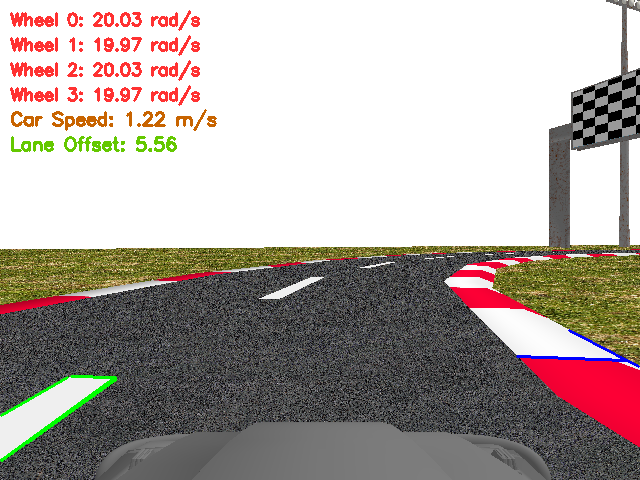 Wheel 0: 20.03 rad/s
Wheel 1: 19.97 rad/s
Wheel 2: 20.03 rad/s
Wheel 3: 19.97 rad/s
Car Speed: 1.22 m/s
Lane Offset: 5.56